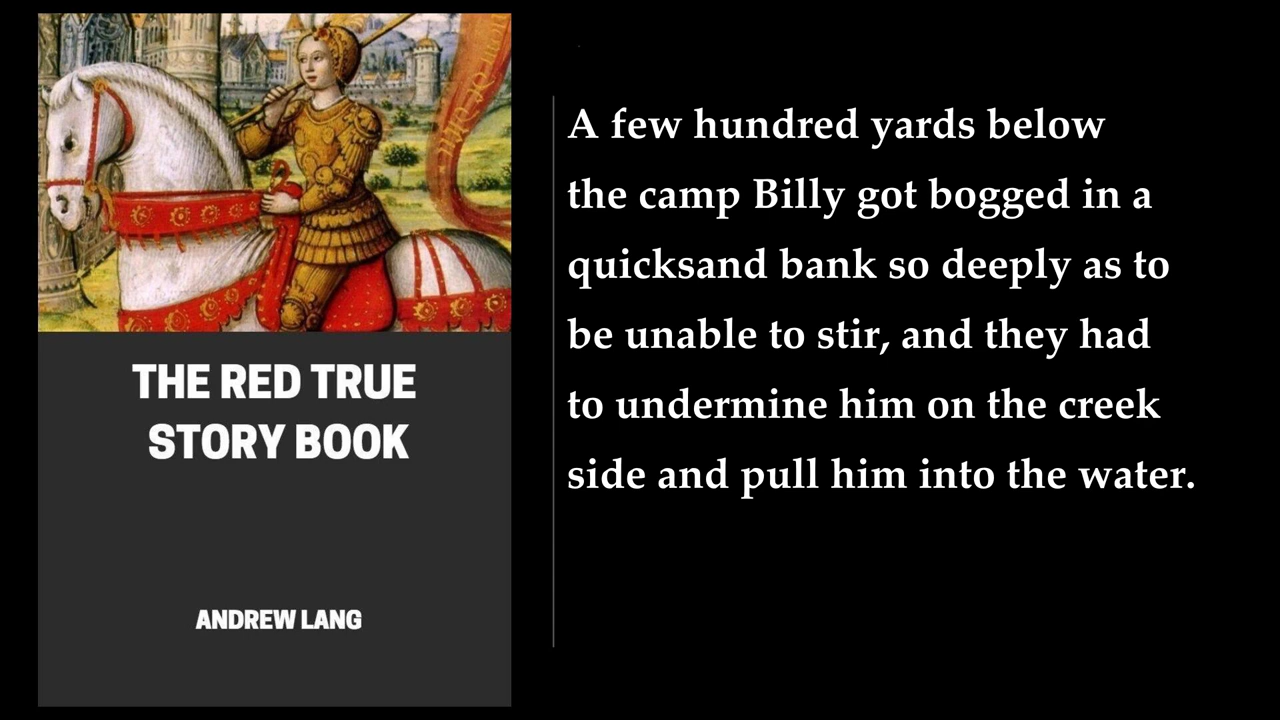 THE RED TRUE
STORY BOOK
ANDREW LANG
A few hundred yards below
the camp Billy got bogged in a
quicksand bank so deeply as to
be unable to stir, and they had
to undermine him on the creek
side and pull him into the water.